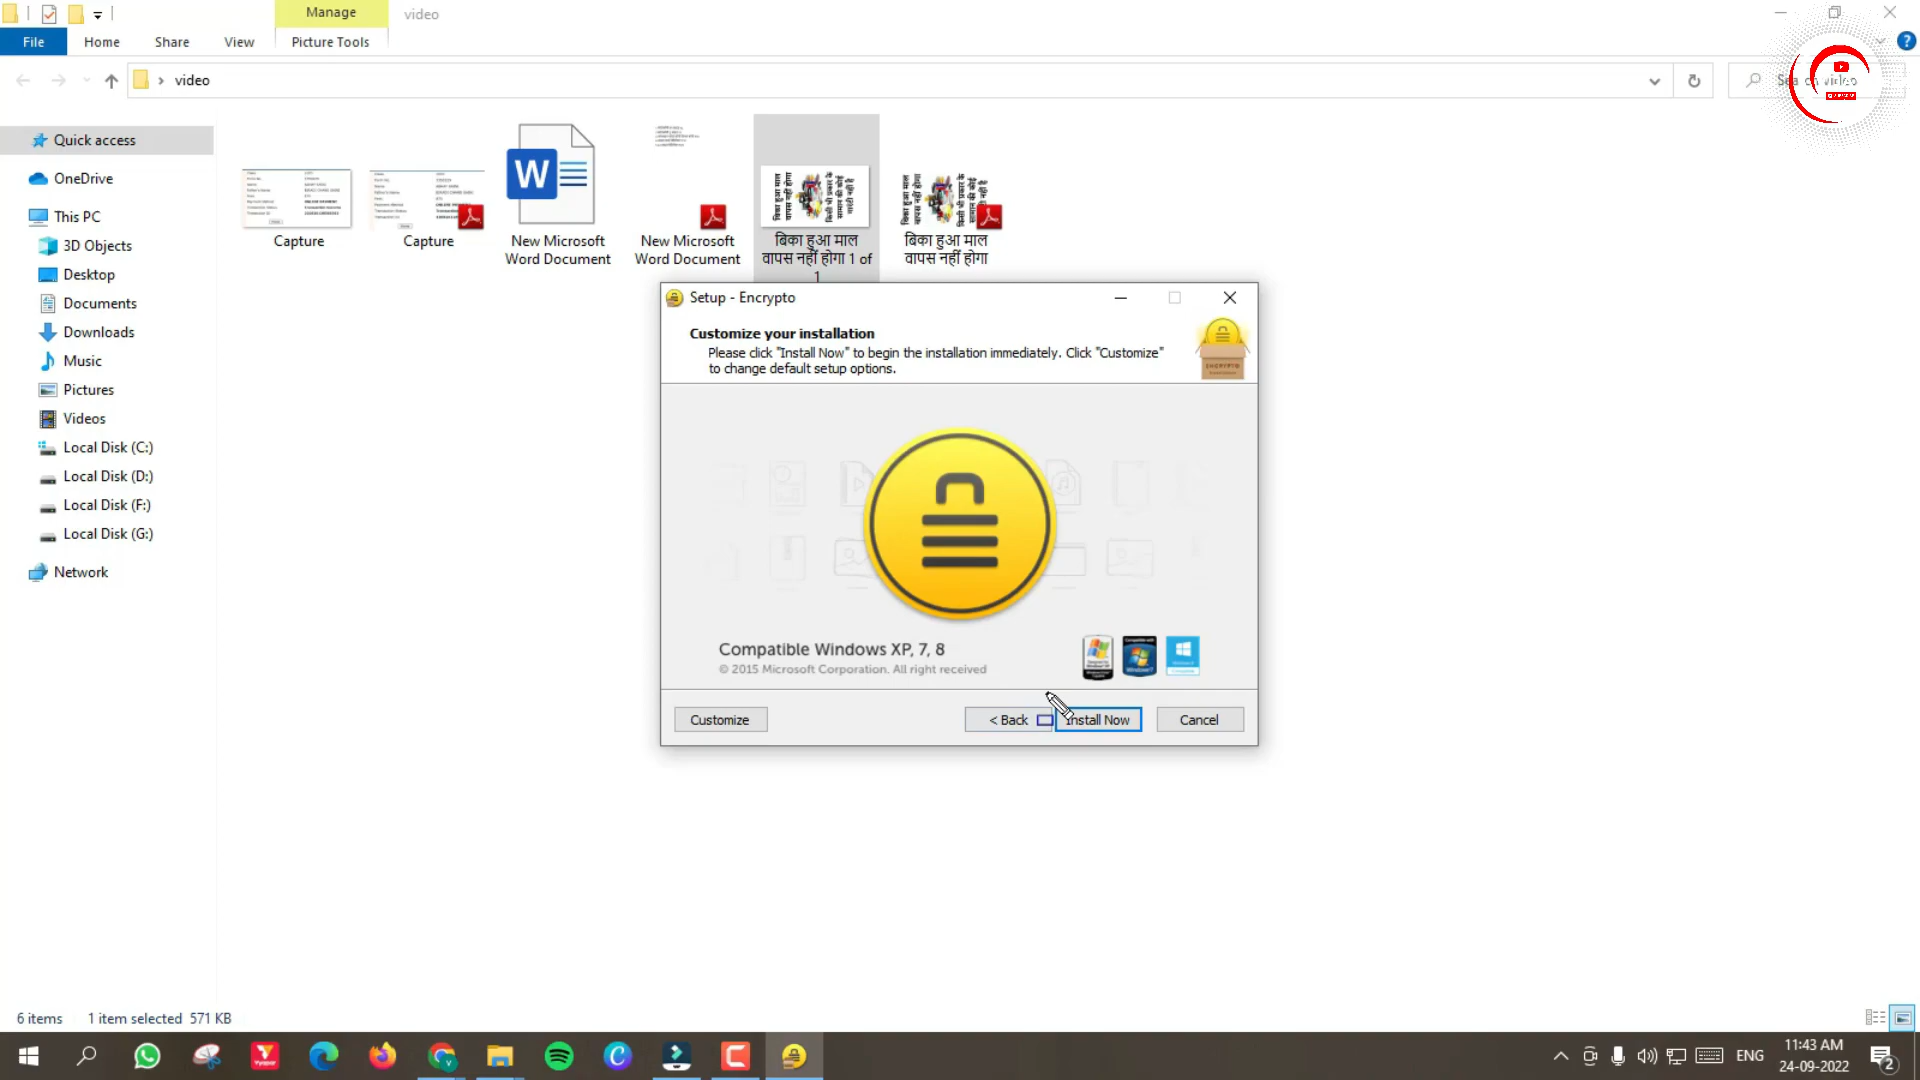 Manage
video
File
Home
Share
View
Picture Tools
video
Quick access
OneDrive
This PC
3D Objects
Desktop
Documents
Downloads
Music
Pictures
Videos
Local Disk (C:)
Local Disk (D:)
Local Disk (F:)
Local Disk (G:)
Network
Capture
Capture
New Microsoft
Word Document
New Microsoft
Word Document
बिका हुआ माल
वापस नहीं होगा 1 of
1
बिका हुआ माल
वापस नहीं होगा
Setup - Encrypto
Customize your installation
Please click "Install Now" to begin the installation immediately. Click "Customize"
to change default setup options.
ENCRYPTO
Compatible Windows XP, 7, 8
© 2015 Microsoft Corporation. All right received
Customize
< Back
Install Now
Cancel
6 items
1 item selected 571 KB
ENG
11:43 AM
24-09-2022
2